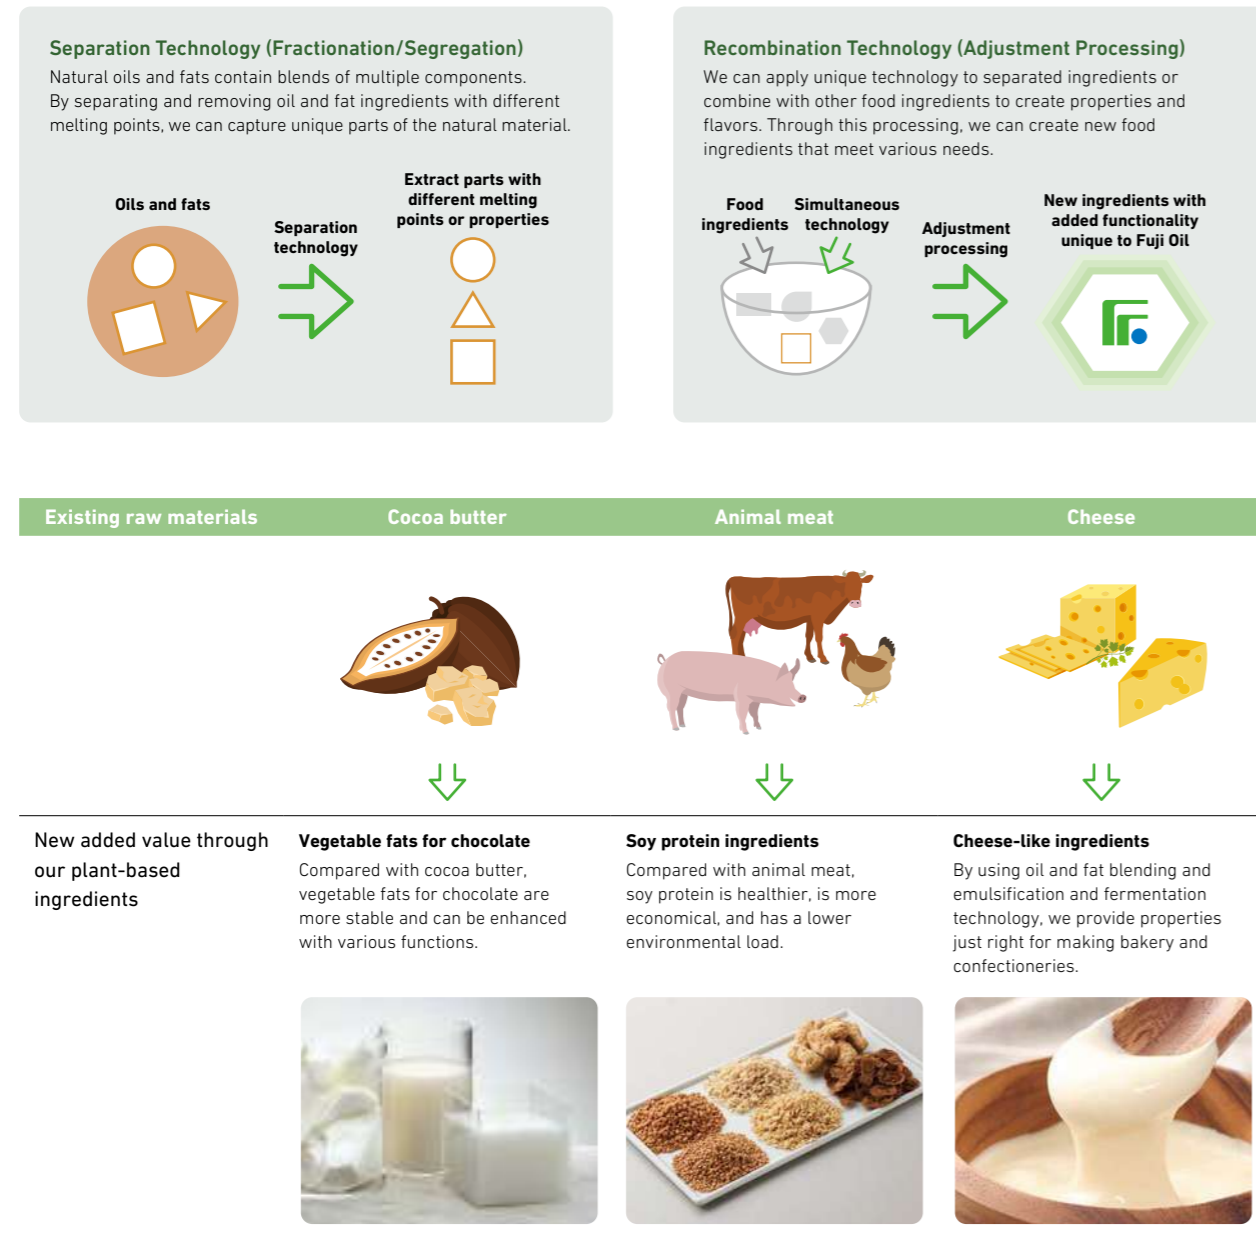 Separation Technology (Fractionation/Segregation)
Natural oils and fats contain blends of multiple components.
By separating and removing oil and fat ingredients with different
melting points, we can capture unique parts of the natural material.
Oils and fats
Separation
technology
Extract parts with
different melting
points or properties
Recombination Technology (Adjustment Processing)
We can apply unique technology to separated ingredients or
combine with other food ingredients to create properties and
flavors. Through this processing, we can create new food
ingredients that meet various needs.
Food
ingredients
Simultaneous
technology
Adjustment
processing
New ingredients with
added functionality
unique to Fuji Oil
Existing raw materials
Cocoa butter
Animal meat
Cheese
New added value through
our plant-based
ingredients
Vegetable fats for chocolate
Compared with cocoa butter,
vegetable fats for chocolate are
more stable and can be enhanced
with various functions.
Soy protein ingredients
Compared with animal meat,
soy protein is healthier, is more
economical, and has a lower
environmental load.
Cheese-like ingredients
By using oil and fat blending and
emulsification and fermentation
technology, we provide properties
just right for making bakery and
confectioneries.